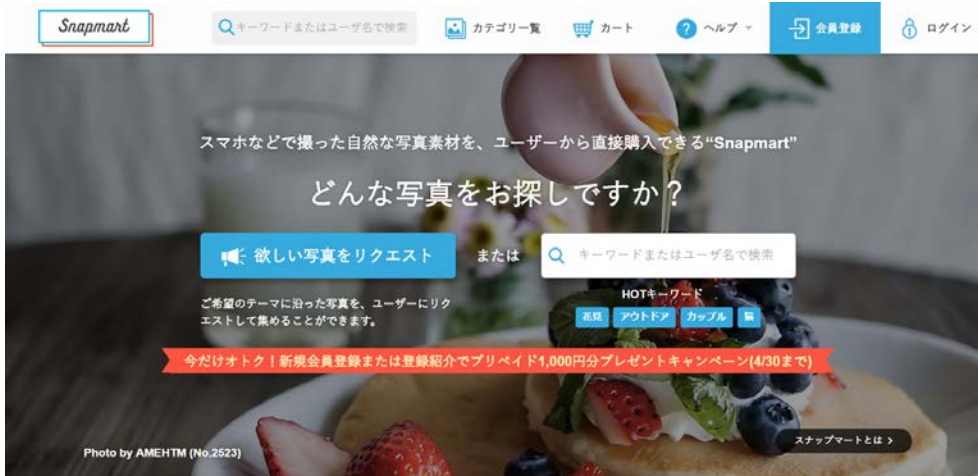 Snapmart
キーワードまたはユーザ名で検索
カテゴリ一覧
カート
ヘルプ
会員登録
ログイン
スマホなどで撮った自然な写真素材を、ユーザーから直接購入できる“Snapmart”
どんな写真をお探しですか？
欲しい写真をリクエスト
または
キーワードまたはユーザ名で検索
ご希望のテーマに沿った写真を、ユーザーにリク
エストして集めることができます。
HOTキーワード
花見
アウトドア
カップル
今だけオトク！新規会員登録または登録紹介でプリペイド1,000円分プレゼントキャンペーン(4/30まで)
Photo by AMEHTM (No.2523)
スナップマートとは >